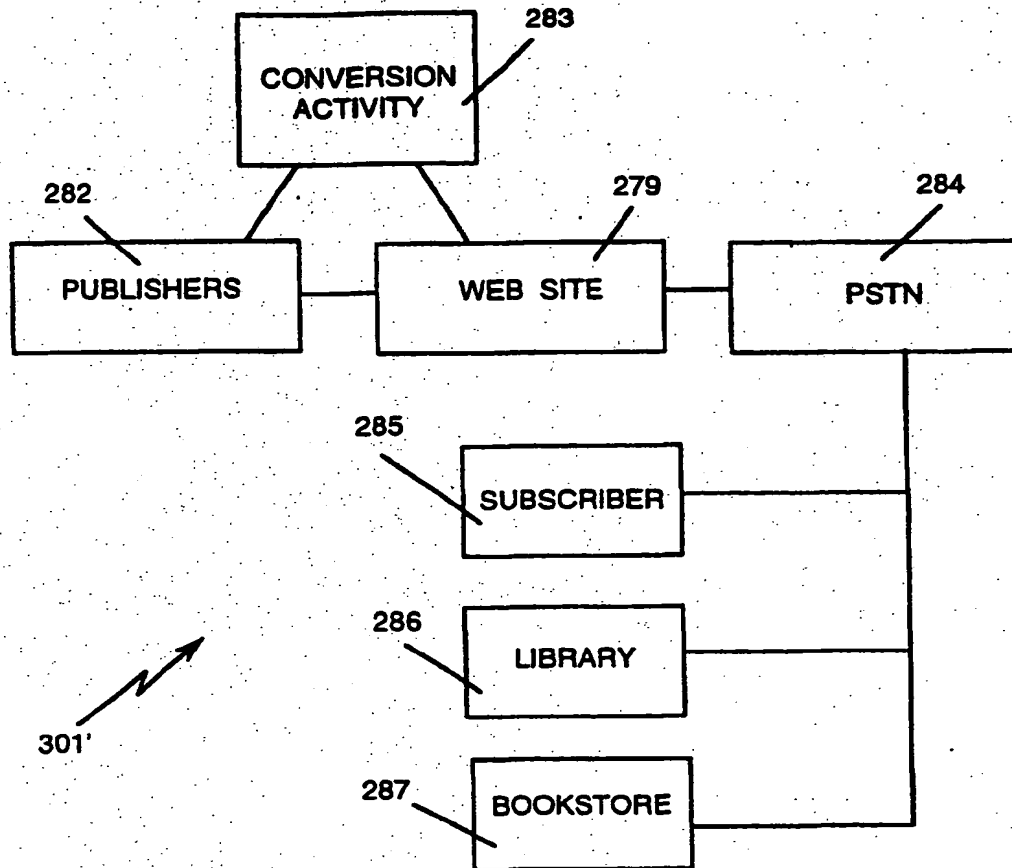 283
CONVERSION
ACTIVITY
282
279
284
PUBLISHERS
WEB SITE
PSTN
285
SUBSCRIBER
286
LIBRARY
301'
287
BOOKSTORE